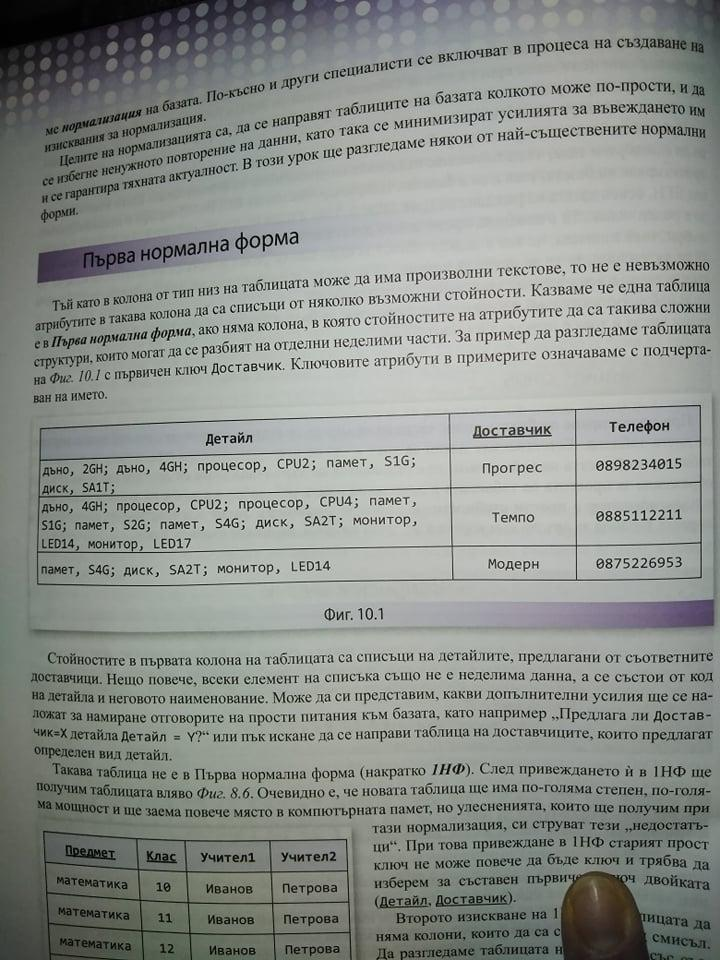 ме нормализация на базата. По-късно и други специалисти се включват в процеса на създаване на
изисквания за нормализация.
Целите на нормализацията са, да се направят таблиците на базата колкото може по-прости, и да
се избегне ненужното повторение на данни, като така се минимизират усилията за въвеждането им
и се гарантира тяхната актуалност. В този урок ще разгледаме някои от най-съществените нормални
форми.
Първа нормална форма
Тъй като в колона от тип низ на таблицата може да има произволни текстове, то не е невъзможно
атрибутите в такава колона да са списъци от няколко възможни стойности. Казваме че една таблица
е в Първа нормална форма, ако няма колона, в която стойностите на атрибутите да са такива сложни
структури, които могат да се разбият на отделни неделими части. За пример да разгледаме таблицата
на Фиг. 10.1 с първичен ключ Доставчик. Ключовите атрибути в примерите означаваме с подчерта-
ван на името.
Детайл Доставчик Телефон
дъно, 2GH; дъно, 4GH; процесор, CPU2; памет, S1G;
диск, SA1T; Прогрес 0898234015
дъно, 4GH; процесор, CPU2; процесор, CPU4; памет,
S1G; памет, S2G; памет, S4G; диск, SA2T; монитор, Темпо 0885112211
LED14, монитор, LED17
памет, S4G; диск, SA2T; монитор, LED14 Модерн 0875226953
Фиг. 10.1
Стойностите в първата колона на таблицата са списъци на детайлите, предлагани от съответните
доставчици. Нещо повече, всеки елемент на списъка също не е неделима данна, а се състои от код
на детайла и неговото наименование. Може да си представим, какви допълнителни усилия ще се на-
ложат за намиране отговорите на прости питания към базата, като например „Предлага ли Достав-
чик=X детайла Детайл = Y?“ или пък искане да се направи таблица на доставчиците, които предлагат
определен вид детайл.
Такава таблица не е в Първа нормална форма (накратко 1НФ). След привеждането ѝ в 1НФ ще
получим таблицата вляво Фиг. 8.6. Очевидно е, че новата таблица ще има по-голяма степен, по-голя-
ма мощност и ще заема повече място в компютърната памет, но улесненията, които ще получим при
тази нормализация, си струват тези „недостатъ-
ци“. При това привеждане в 1НФ старият прост
ключ не може повече да бъде ключ и трябва да
изберем за съставен двойката
(Детайл, Доставчик).
Второто изискване на да
няма колони, които да са смисъл.
Да разгледаме таблицата
Предмет Клас Учител1 Учител2
математика 10 Иванов Петрова
математика 11 Иванов Петрова
математика 12 Иванов Петрова